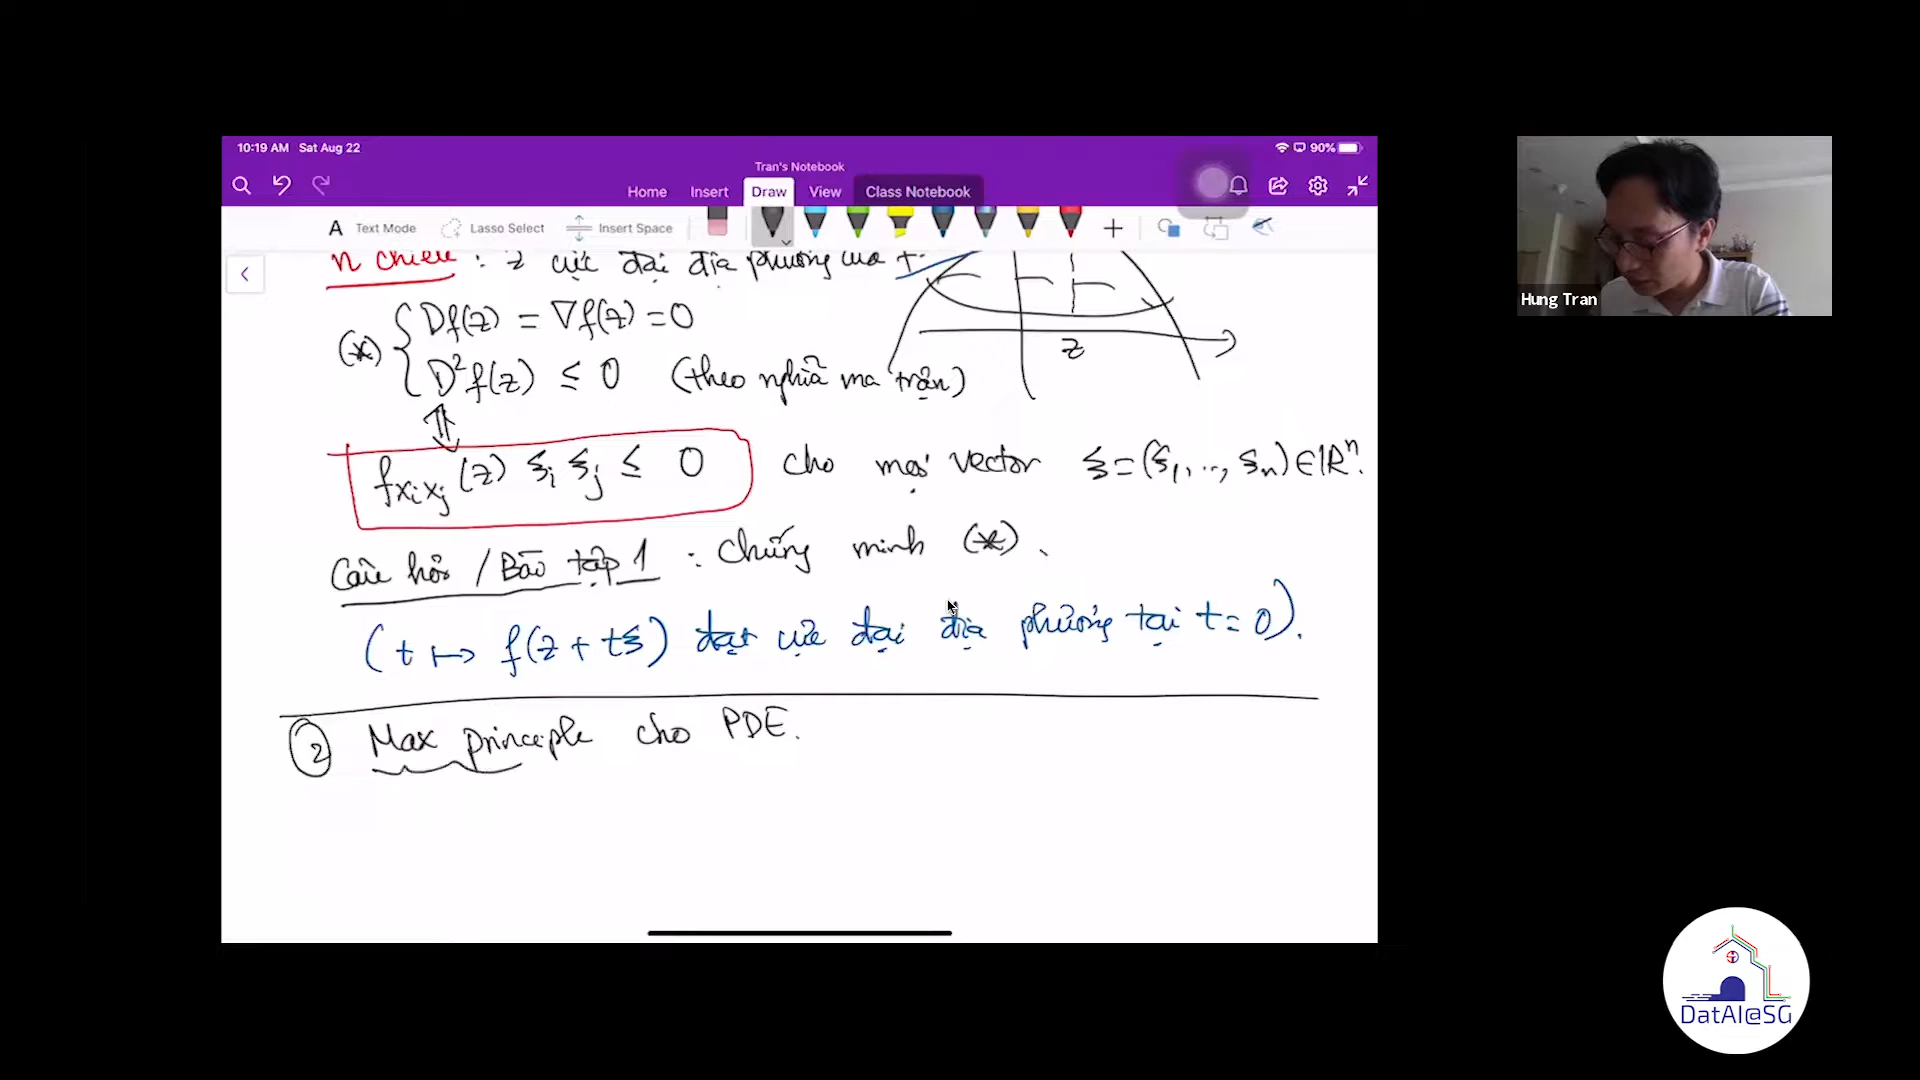 10:19 AM Sat Aug 22
90%
Tran's Notebook
Home Insert Draw View Class Notebook
A Text Mode Lasso Select Insert Space
n chiều : z cực đại địa phương của f.
(*) { Df(z) = ∇f(z) = 0
D²f(z) ≤ 0 (theo nghĩa ma trận)
z
⇕
f_{x_i x_j}(z) ξ_i ξ_j ≤ 0 cho mọi vector ξ = (ξ₁, .., ξₙ) ∈ ℝⁿ.
Câu hỏi / Bài tập 1 : Chứng minh (*).
(t ↦ f(z + tξ) đạt cực đại địa phương tại t = 0).
② Max principle cho PDE.
Hung Tran
DatAI@SG